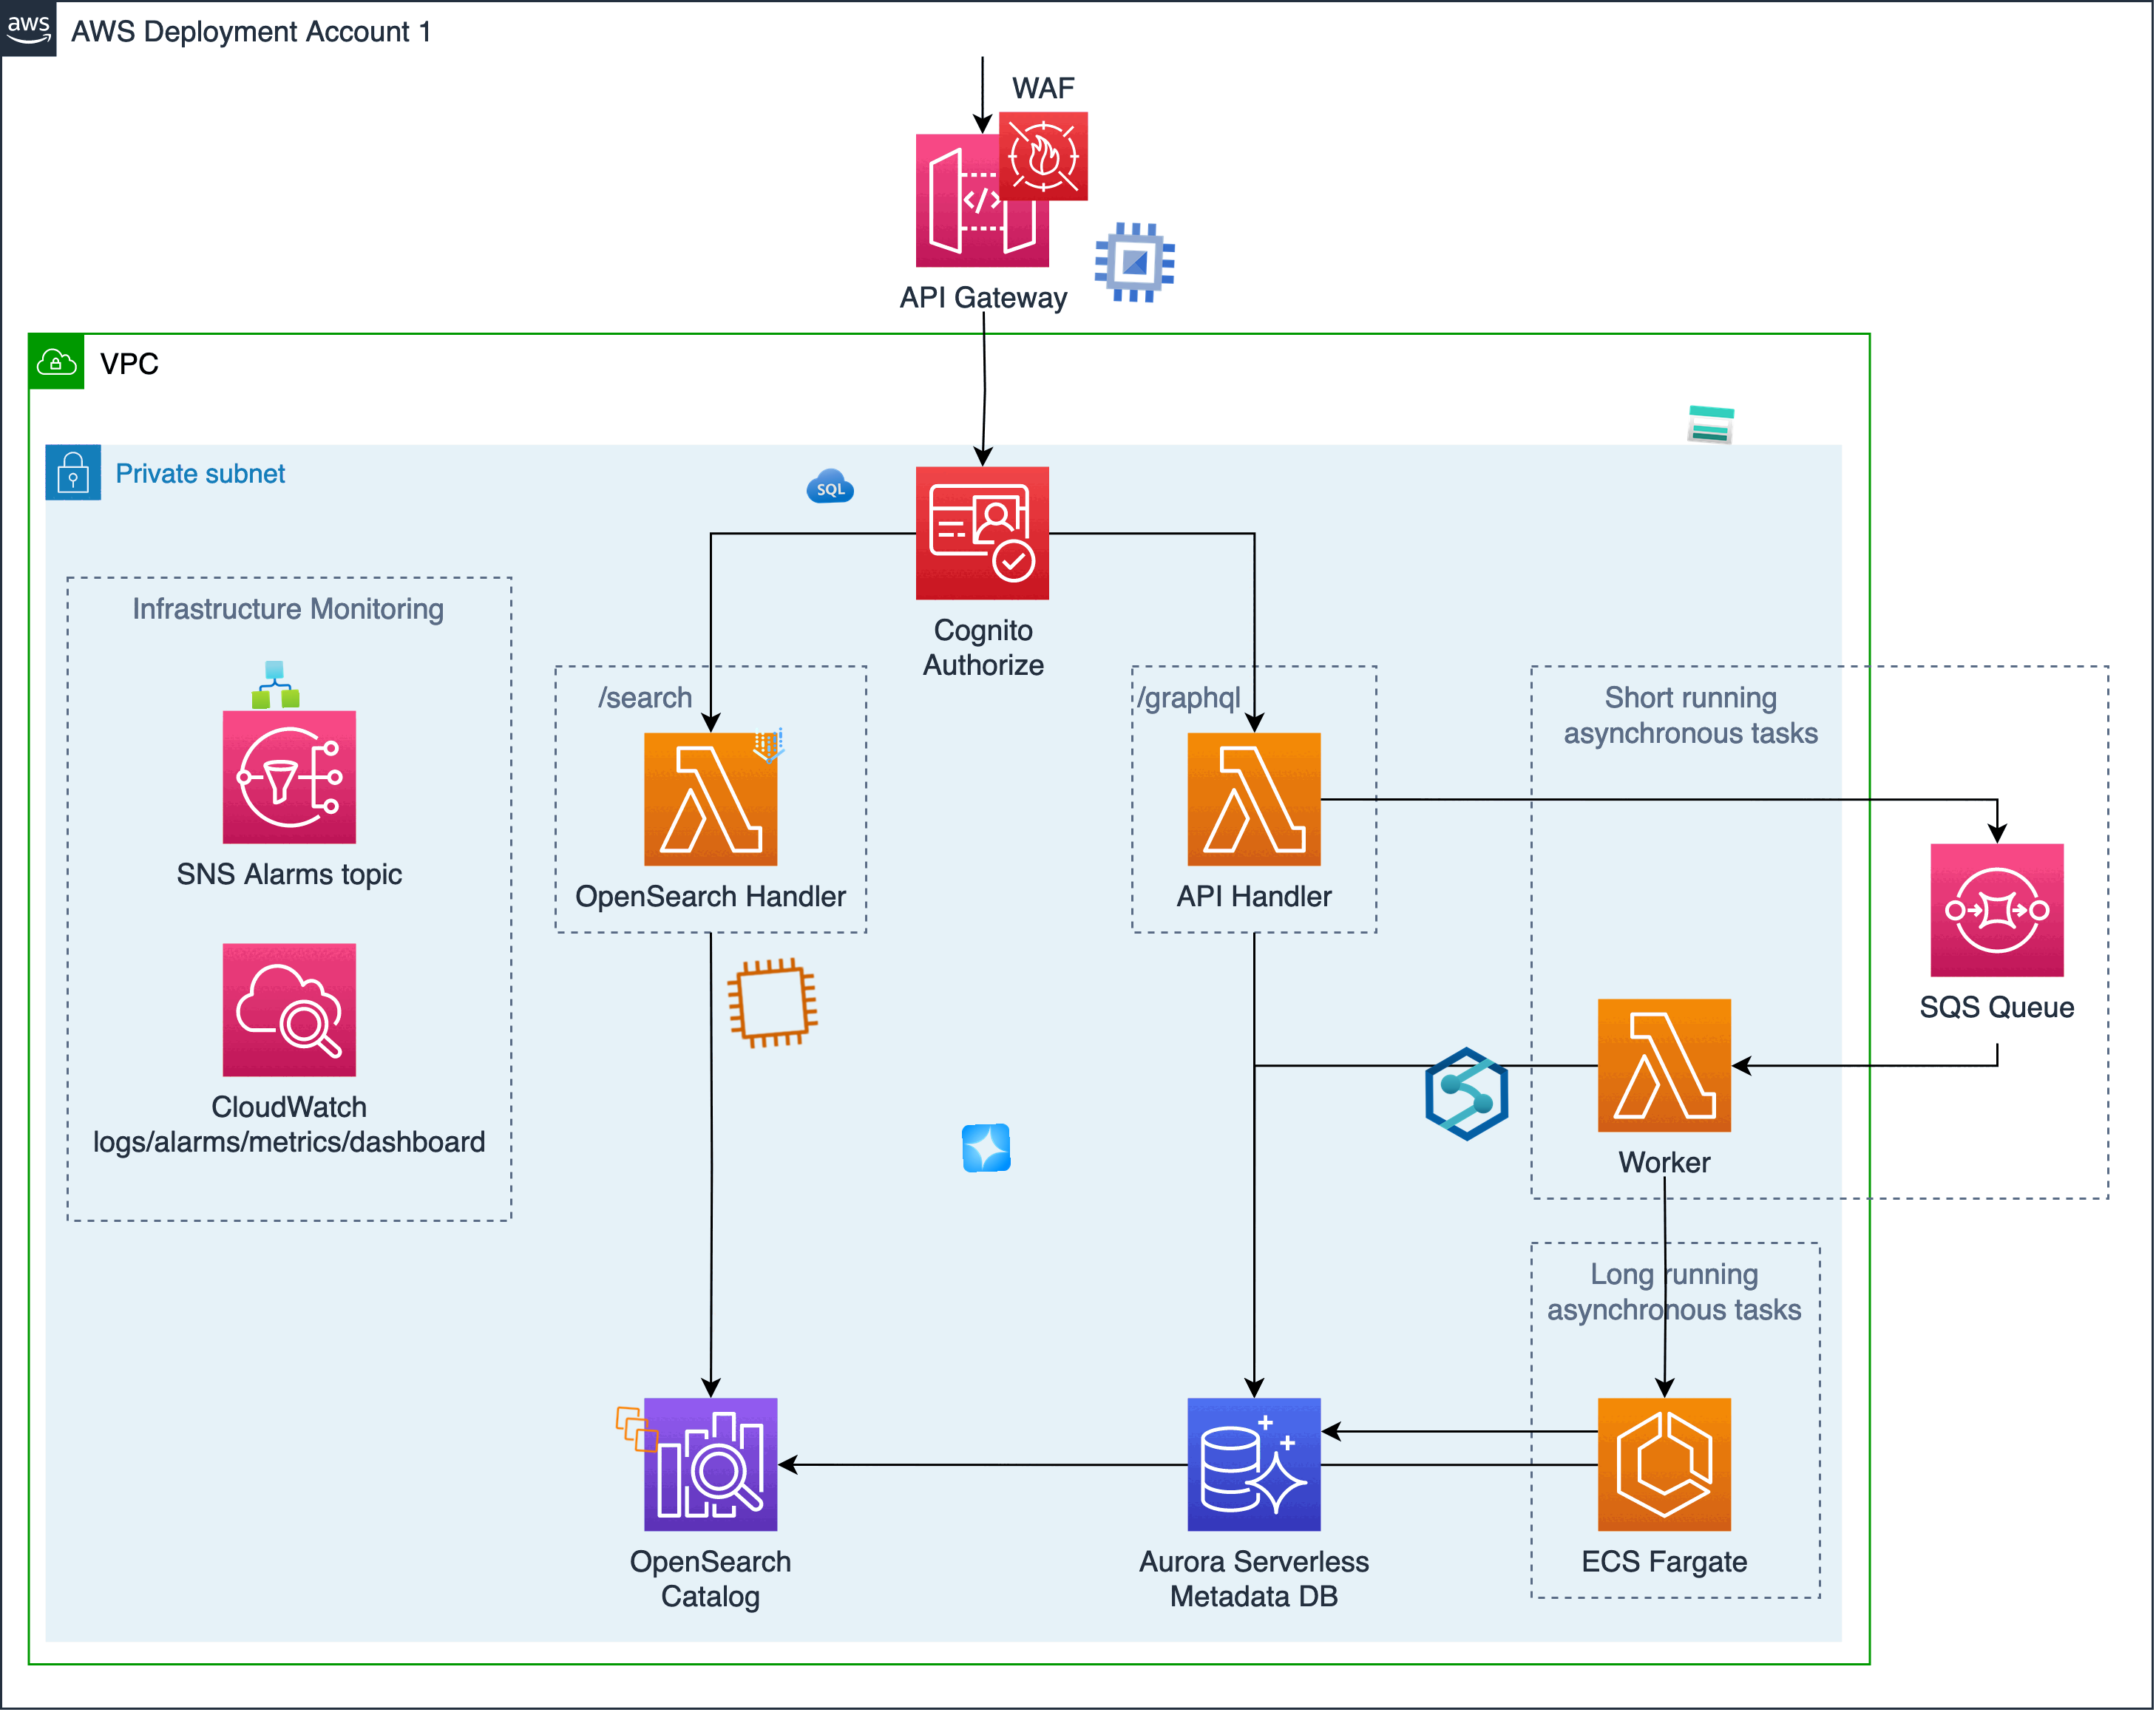 aws
AWS Deployment Account 1
WAF
</>
API Gateway
VPC
Private subnet
SQL
Cognito
Authorize
Infrastructure Monitoring
/search
/graphql
Short running
asynchronous tasks
SNS Alarms topic
OpenSearch Handler
API Handler
SQS Queue
CloudWatch
logs/alarms/metrics/dashboard
Worker
Long running
asynchronous tasks
OpenSearch
Catalog
Aurora Serverless
Metadata DB
ECS Fargate